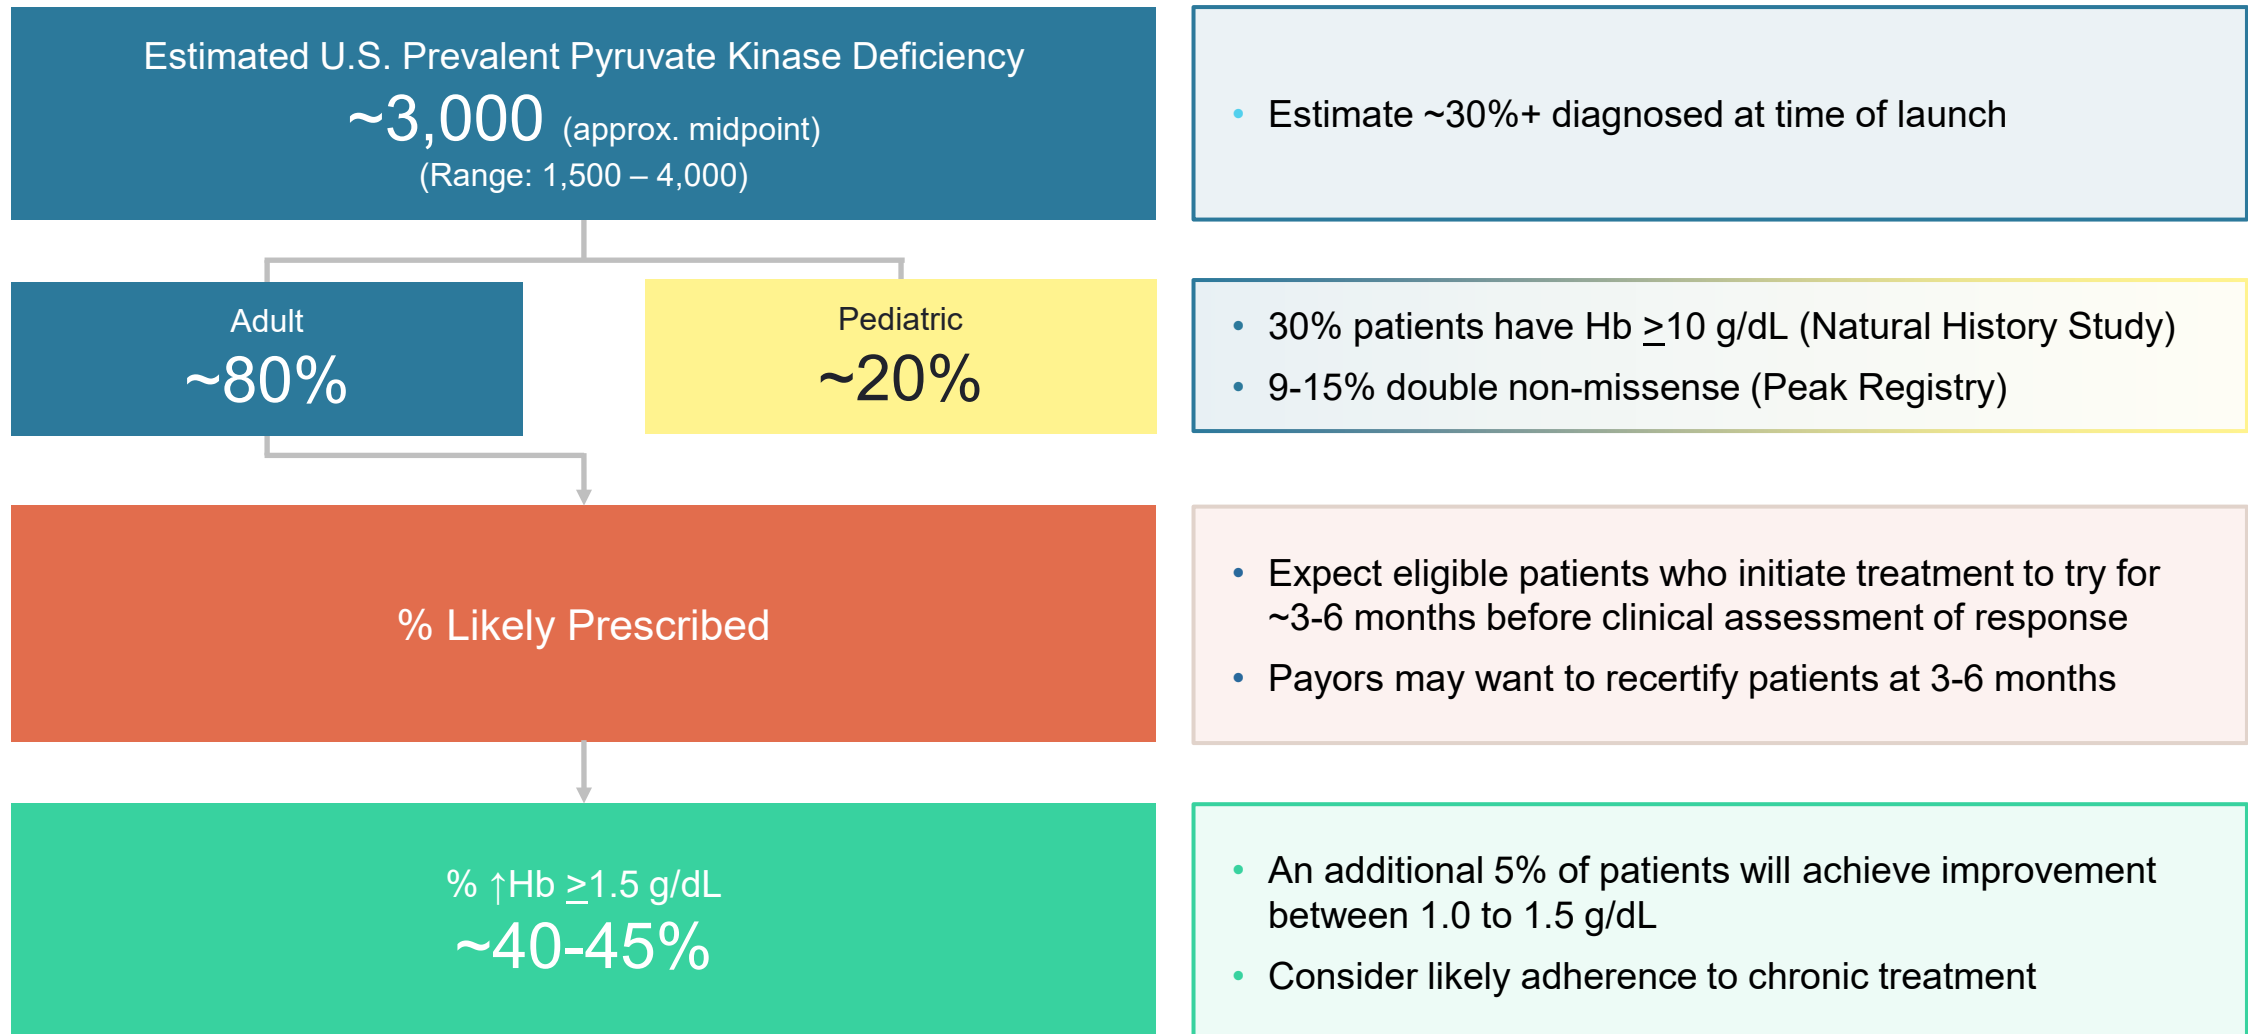 Estimated U.S. Prevalent Pyruvate Kinase Deficiency
~3,000 (approx. midpoint)
(Range: 1,500 – 4,000)
• Estimate ~30%+ diagnosed at time of launch
Adult
~80%
Pediatric
~20%
• 30% patients have Hb ≥10 g/dL (Natural History Study)
• 9-15% double non-missense (Peak Registry)
% Likely Prescribed
• Expect eligible patients who initiate treatment to try for
~3-6 months before clinical assessment of response
• Payors may want to recertify patients at 3-6 months
% ↑Hb ≥1.5 g/dL
~40-45%
• An additional 5% of patients will achieve improvement
between 1.0 to 1.5 g/dL
• Consider likely adherence to chronic treatment